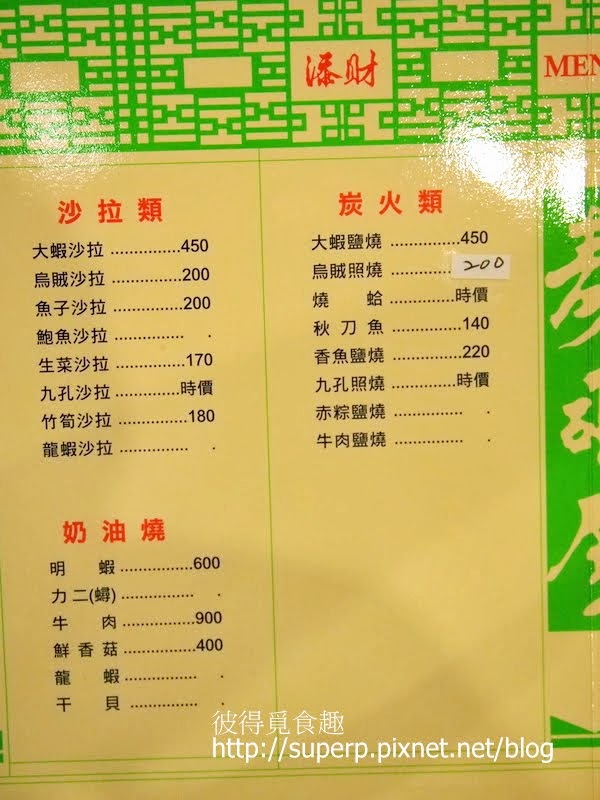 添財
MEN
沙拉類
大蝦沙拉 ...............450
烏賊沙拉 ...............200
魚子沙拉 ...............200
鮑魚沙拉 ............... .
生菜沙拉 ...............170
九孔沙拉 ...............時價
竹筍沙拉 ...............180
龍蝦沙拉 ............... .
奶油燒
明 蝦 ...............600
力二(蟳) ............... .
牛 肉 ...............900
鮮香菇 ...............400
龍 蝦 ............... .
干 貝 ............... .
炭火類
大蝦鹽燒 ...............450
烏賊照燒 ............. 200
燒 蛤 ...............時價
秋刀魚 ...............140
香魚鹽燒 ...............220
九孔照燒 ...............時價
赤粽鹽燒 ............... .
牛肉鹽燒 ............... .
彼得覓食趣
http://superp.pixnet.net/blog